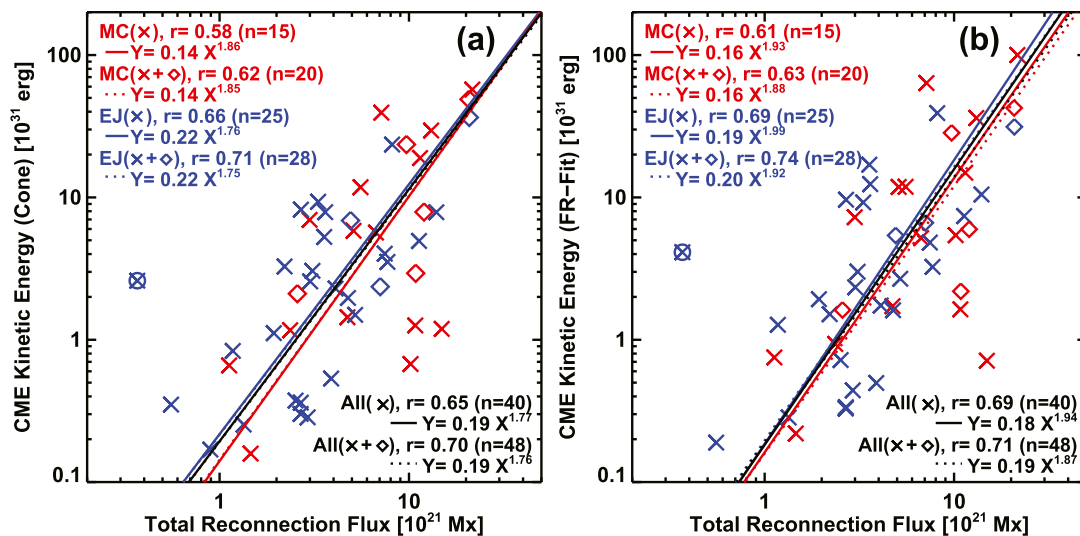 (a)
MC(×), r= 0.58 (n=15)
Y= 0.14 X^1.86
MC(×+◇), r= 0.62 (n=20)
Y= 0.14 X^1.85
EJ(×), r= 0.66 (n=25)
Y= 0.22 X^1.76
EJ(×+◇), r= 0.71 (n=28)
Y= 0.22 X^1.75
All(×), r= 0.65 (n=40)
Y= 0.19 X^1.77
All(×+◇), r= 0.70 (n=48)
Y= 0.19 X^1.76
CME Kinetic Energy (Cone) [10^31 erg]
100
10
1
0.1
1 10
Total Reconnection Flux [10^21 Mx]
(b)
MC(×), r= 0.61 (n=15)
Y= 0.16 X^1.93
MC(×+◇), r= 0.63 (n=20)
Y= 0.16 X^1.88
EJ(×), r= 0.69 (n=25)
Y= 0.19 X^1.99
EJ(×+◇), r= 0.74 (n=28)
Y= 0.20 X^1.92
All(×), r= 0.69 (n=40)
Y= 0.18 X^1.94
All(×+◇), r= 0.71 (n=48)
Y= 0.19 X^1.87
CME Kinetic Energy (FR−Fit) [10^31 erg]
100
10
1
0.1
1 10
Total Reconnection Flux [10^21 Mx]